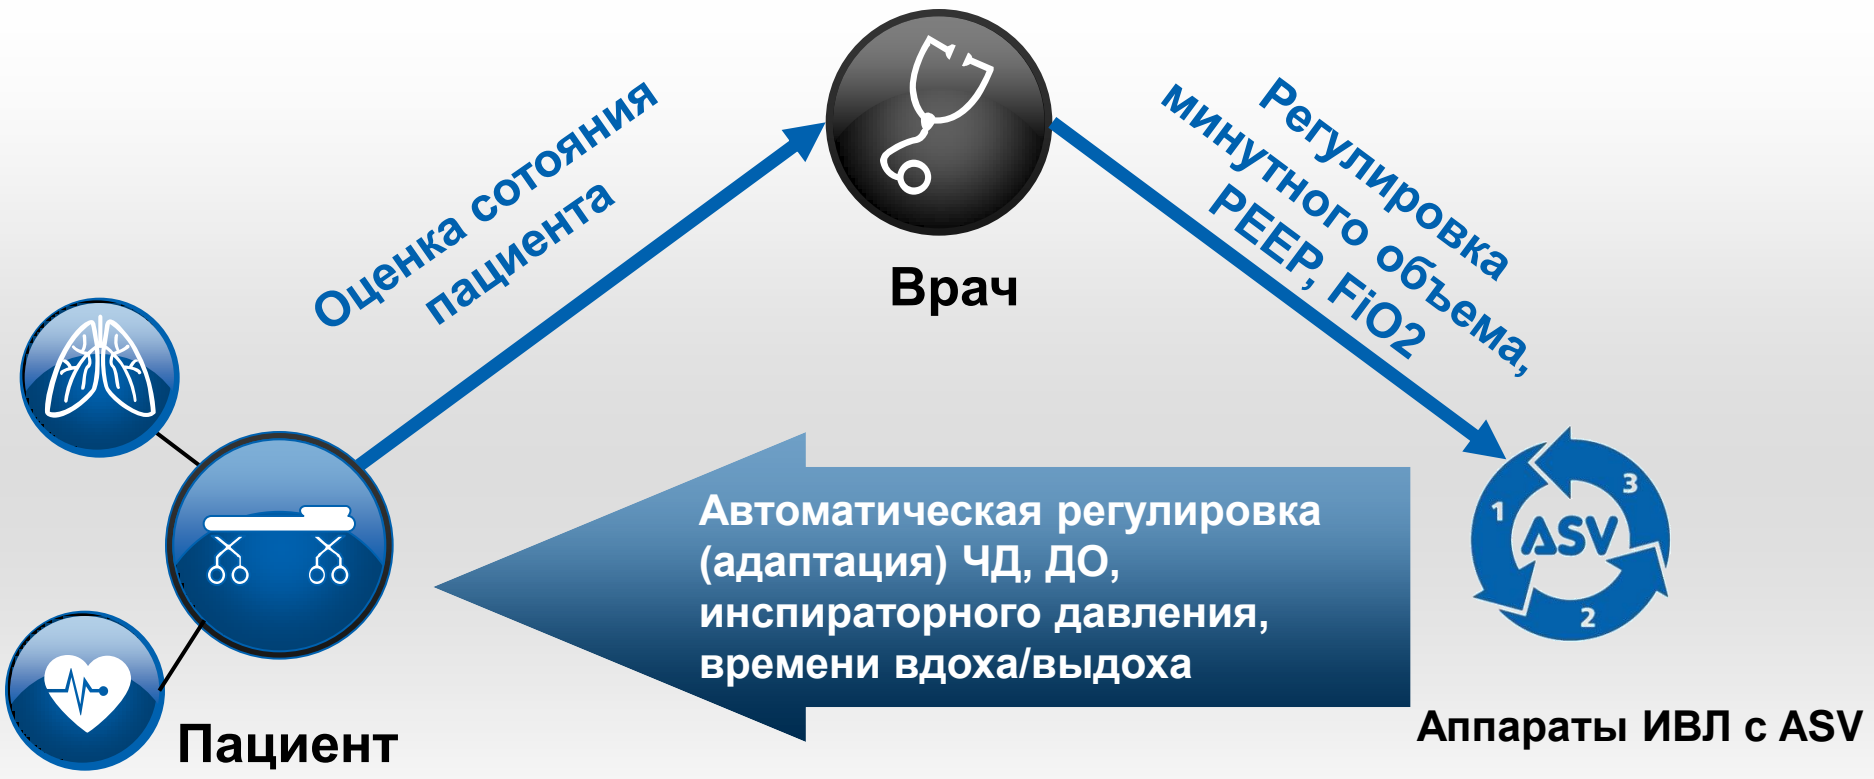 Оценка сотояния
пациента
Врач
Регулировка
минутного объема,
PEEP, FiO2
Автоматическая регулировка
(адаптация) ЧД, ДО,
инспираторного давления,
времени вдоха/выдоха
1
3
ASV
2
Пациент
Аппараты ИВЛ с ASV